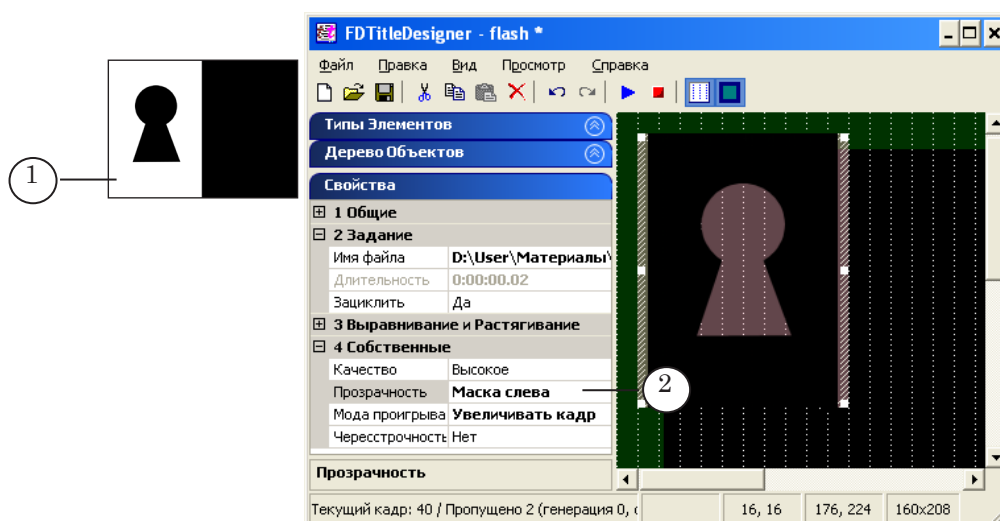 FDTitleDesigner - flash *
Файл Правка Вид Просмотр Справка
Типы Элементов
Дерево Объектов
Свойства
1 Общие
2 Задание
Имя файла D:\User\Материалы\
Длительность 0:00:00.02
Зациклить Да
3 Выравнивание и Растягивание
4 Собственные
Качество Высокое
Прозрачность Маска слева
Мода проигрыва Увеличивать кадр
Чересстрочность Нет
Прозрачность
Текущий кадр: 40 / Пропущено 2 (генерация 0, 16, 16 176, 224 160x208
1
2